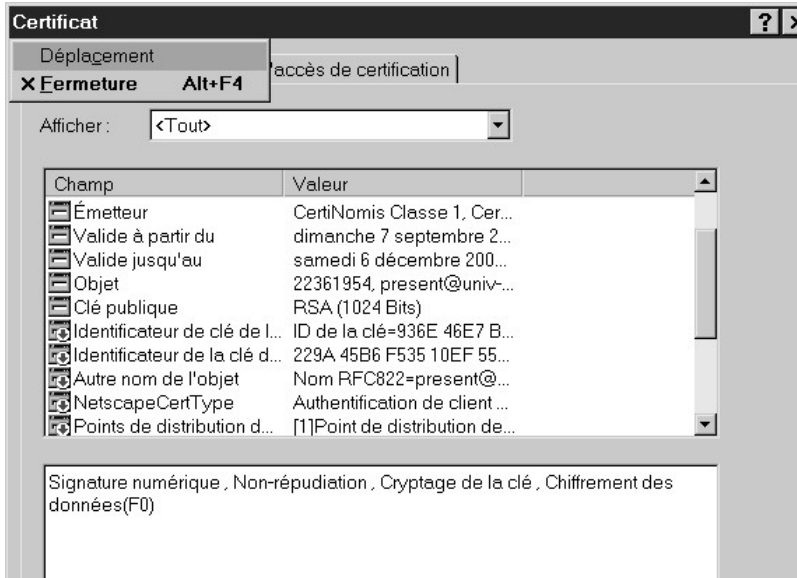 Certificat
Déplacement
Fermeture Alt+F4
'accès de certification
Afficher : <Tout>
Champ Valeur
Émetteur CertiNomis Classe 1, Cer...
Valide à partir du dimanche 7 septembre 2...
Valide jusqu'au samedi 6 décembre 200...
Objet 22361954, present@univ-...
Clé publique RSA (1024 Bits)
Identificateur de clé de l... ID de la clé=936E 46E7 B...
Identificateur de la clé d... 229A 45B6 F535 10EF 55...
Autre nom de l'objet Nom RFC822=present@...
NetscapeCertType Authentification de client ...
Points de distribution d... [1]Point de distribution de...
Signature numérique , Non-répudiation , Cryptage de la clé , Chiffrement des
données(F0)